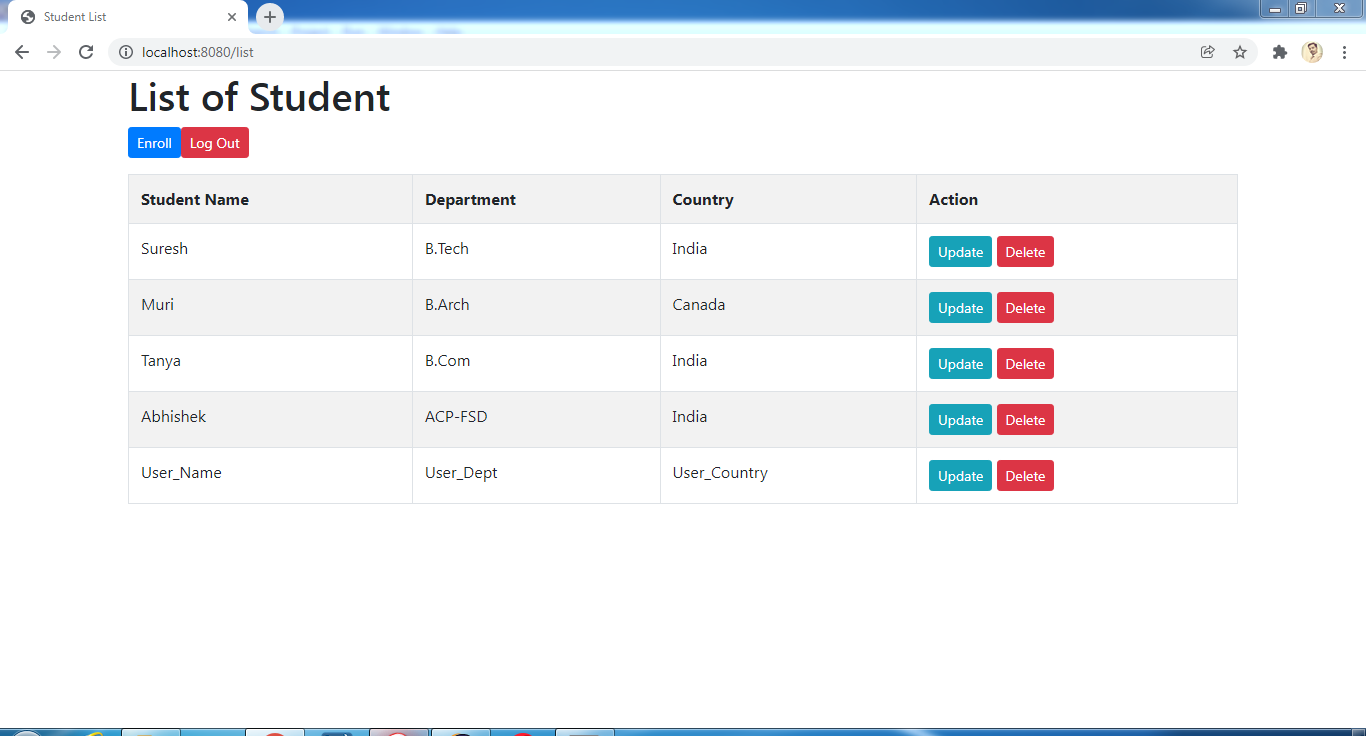 Student List
localhost:8080/list
List of Student
Enroll Log Out
Student Name Department Country Action
Suresh B.Tech India Update Delete
Muri B.Arch Canada Update Delete
Tanya B.Com India Update Delete
Abhishek ACP-FSD India Update Delete
User_Name User_Dept User_Country Update Delete